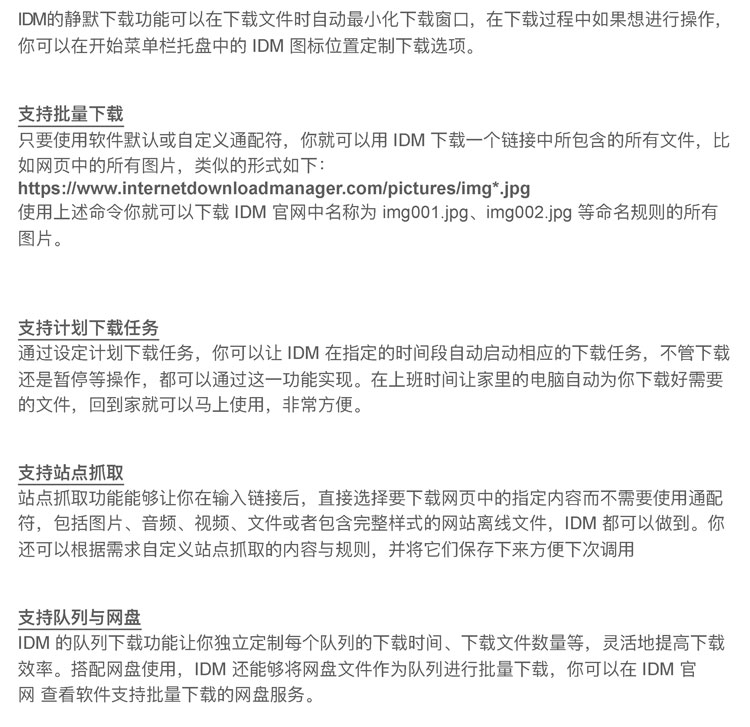 IDM的静默下载功能可以在下载文件时自动最小化下载窗口，在下载过程中如果想进行操作，
你可以在开始菜单栏托盘中的 IDM 图标位置定制下载选项。
支持批量下载
只要使用软件默认或自定义通配符，你就可以用 IDM 下载一个链接中所包含的所有文件，比
如网页中的所有图片，类似的形式如下：
https://www.internetdownloadmanager.com/pictures/img*.jpg
使用上述命令你就可以下载 IDM 官网中名称为 img001.jpg、img002.jpg 等命名规则的所有
图片。
支持计划下载任务
通过设定计划下载任务，你可以让 IDM 在指定的时间段自动启动相应的下载任务，不管下载
还是暂停等操作，都可以通过这一功能实现。在上班时间让家里的电脑自动为你下载好需要
的文件，回到家就可以马上使用，非常方便。
支持站点抓取
站点抓取功能能够让你在输入链接后，直接选择要下载网页中的指定内容而不需要使用通配
符，包括图片、音频、视频、文件或者包含完整样式的网站离线文件，IDM 都可以做到。你
还可以根据需求自定义站点抓取的内容与规则，并将它们保存下来方便下次调用
支持队列与网盘
IDM 的队列下载功能让你独立定制每个队列的下载时间、下载文件数量等，灵活地提高下载
效率。搭配网盘使用，IDM 还能够将网盘文件作为队列进行批量下载，你可以在 IDM 官
网 查看软件支持批量下载的网盘服务。